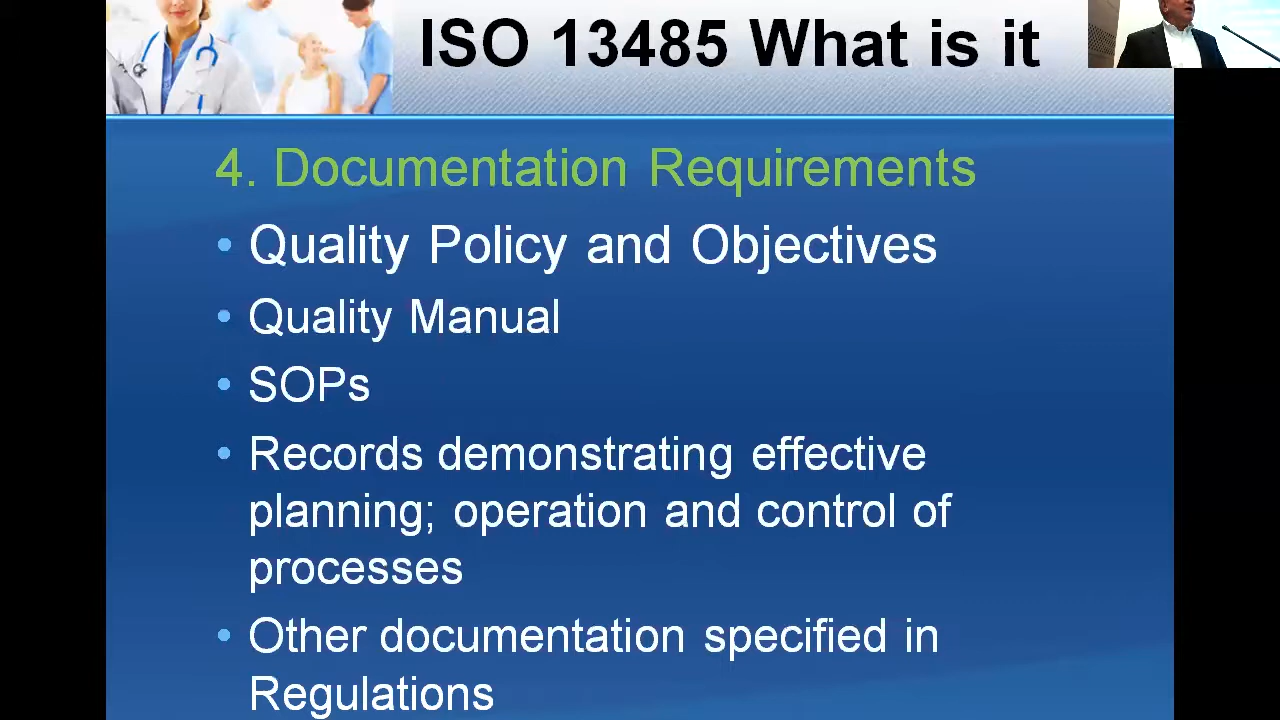 ISO 13485 What is it
4. Documentation Requirements
• Quality Policy and Objectives
• Quality Manual
• SOPs
• Records demonstrating effective
planning; operation and control of
processes
• Other documentation specified in
Regulations